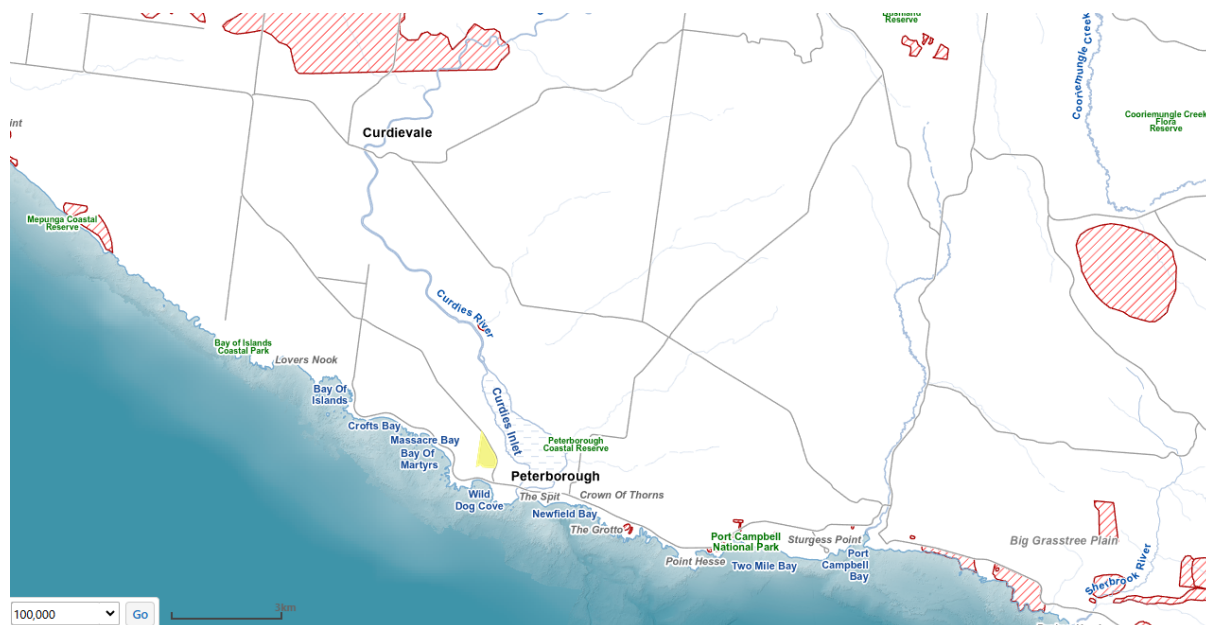 Reserve
Cooriemungle Creek
Cooriemungle Creek
Flora
Reserve
Curdievale
Mepunga Coastal
Reserve
Curdies River
Bay of Islands
Coastal Park
Lovers Nook
Bay Of
Islands
Crofts Bay
Massacre Bay
Bay Of
Martyrs
Curdies Inlet
Peterborough
Coastal Reserve
Peterborough
Wild
Dog Cove
The Spit
Crown Of Thorns
Newfield Bay
The Grotto
Port Campbell
National Park
Sturgess Point
Point Hesse
Two Mile Bay
Port
Campbell
Bay
Big Grasstree Plain
Sherbrook River
100,000
Go
3km